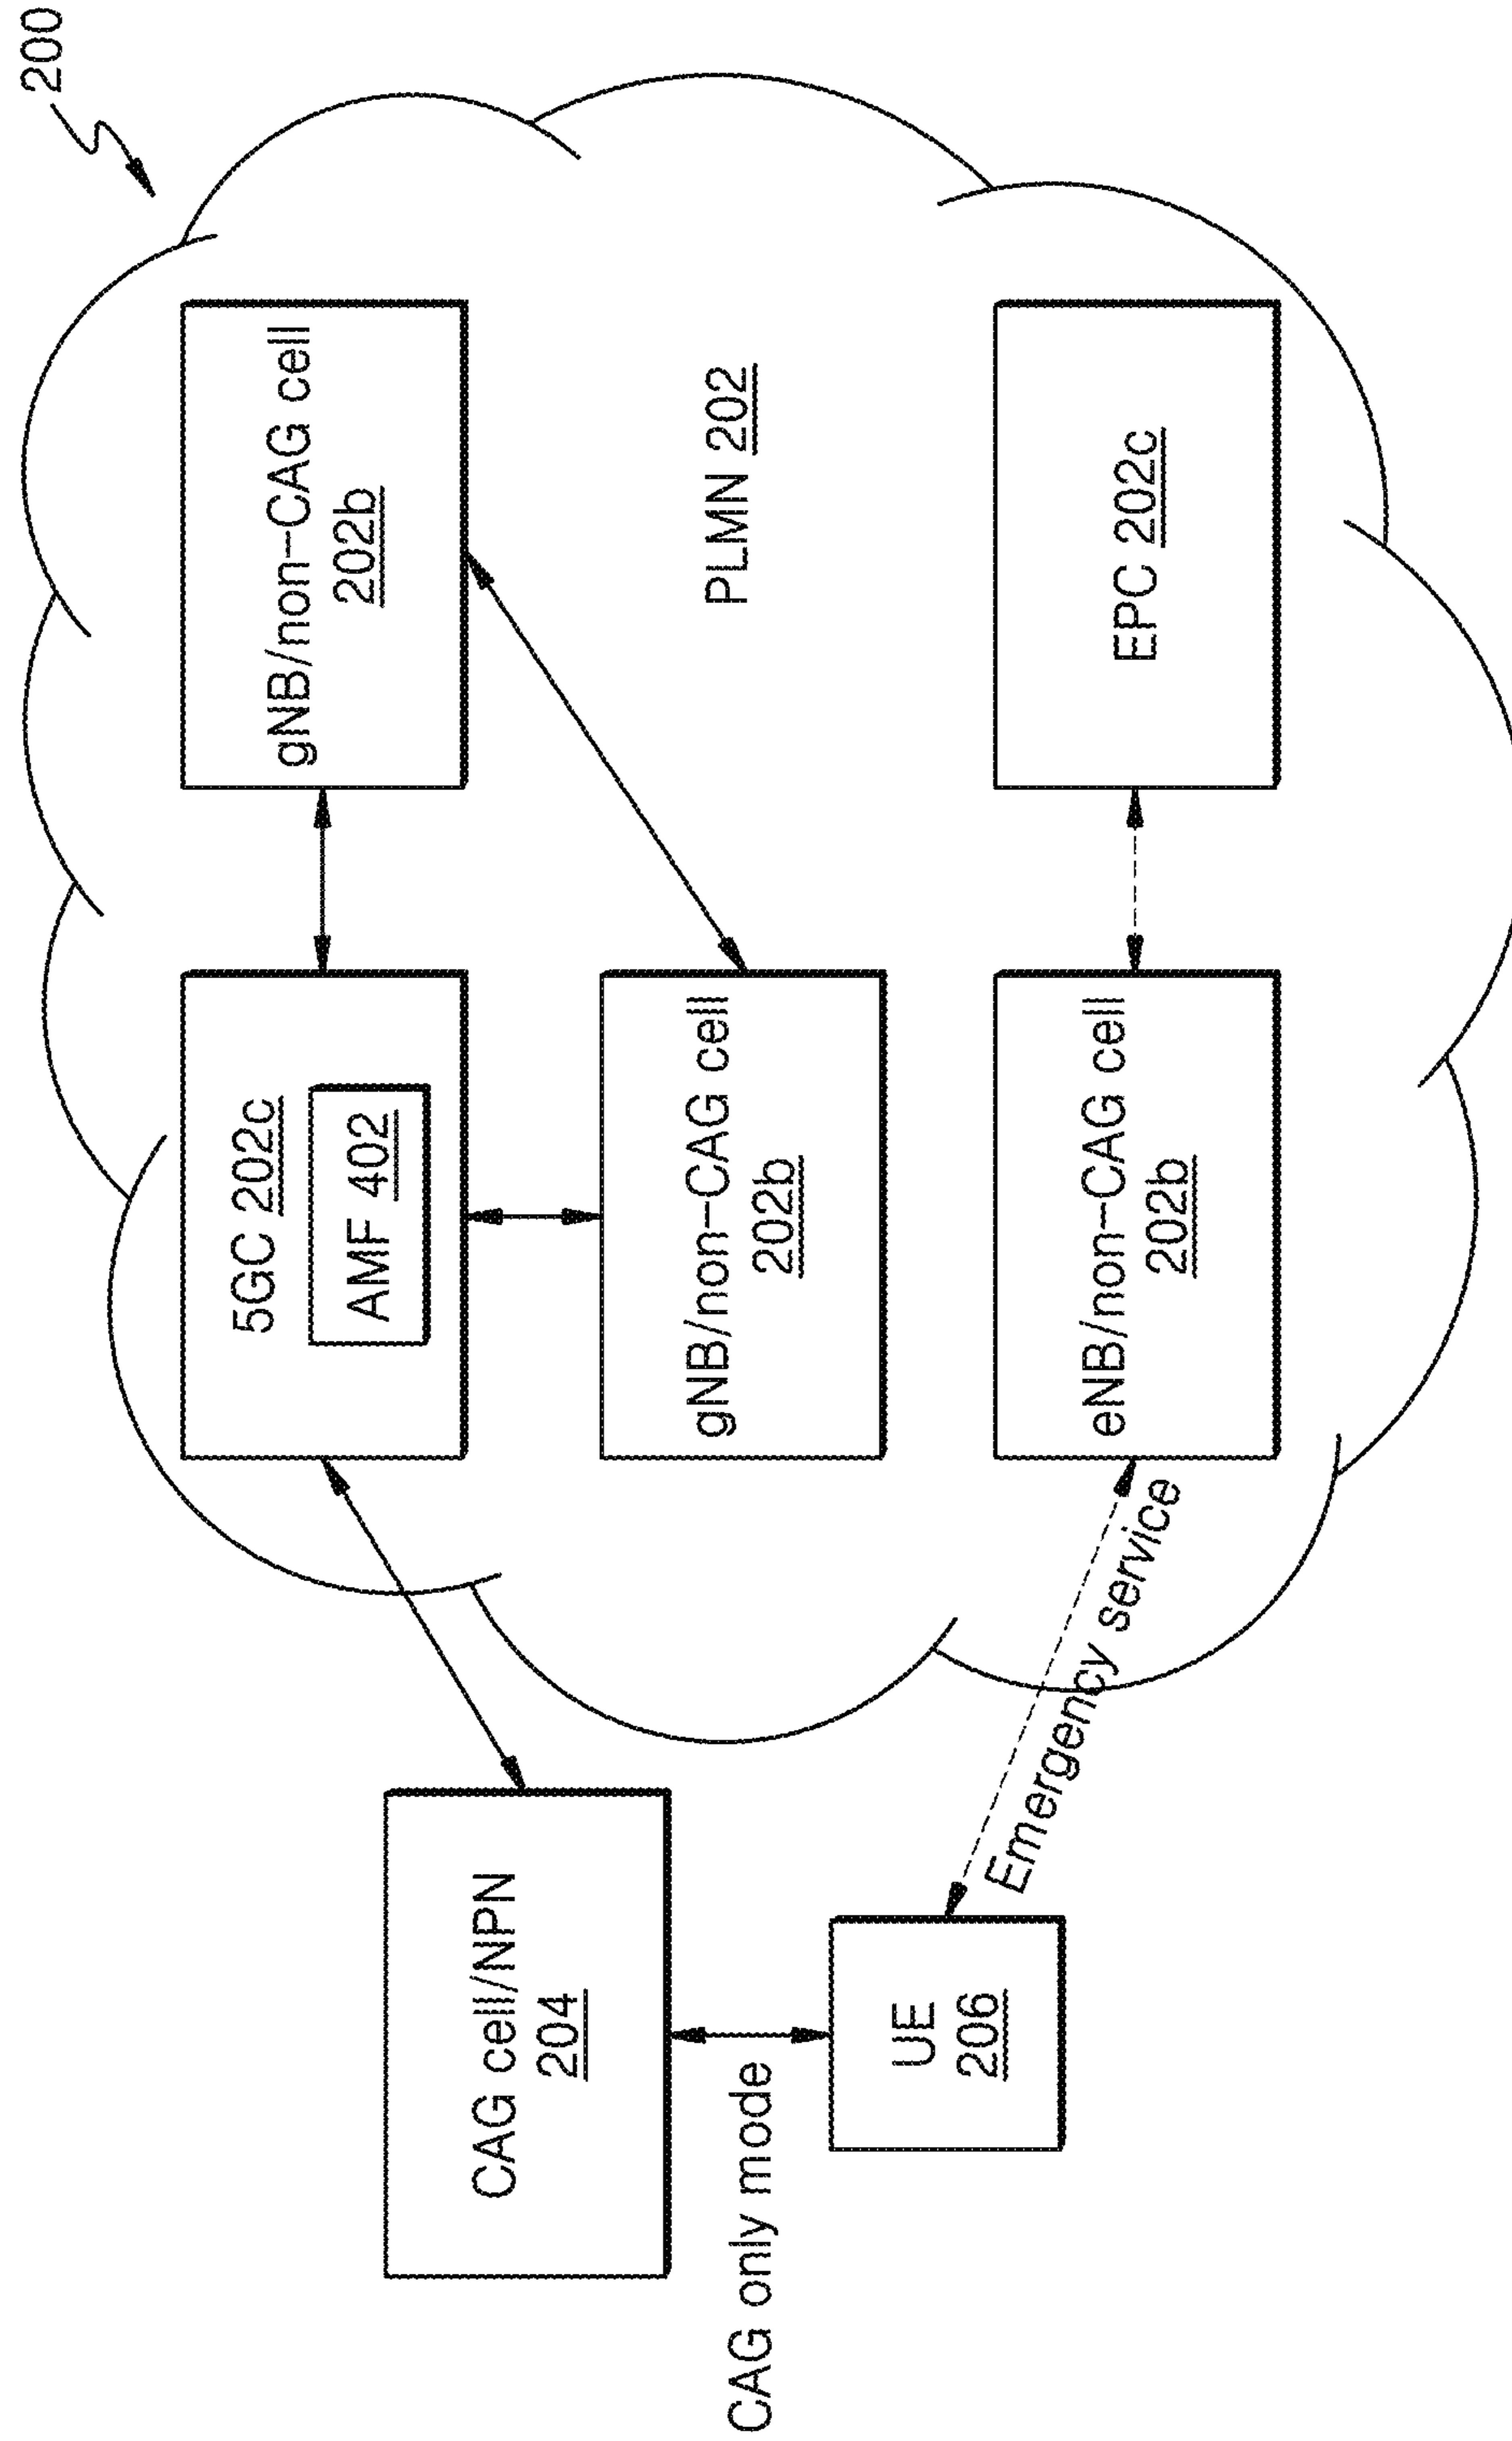 200
CAG cell/NPN
204
CAG only mode
UE
206
Emergency service
5GC 202c
AMF 402
gNB/non-CAG cell
202b
gNB/non-CAG cell
202b
PLMN 202
eNB/non-CAG cell
202b
EPC 202c